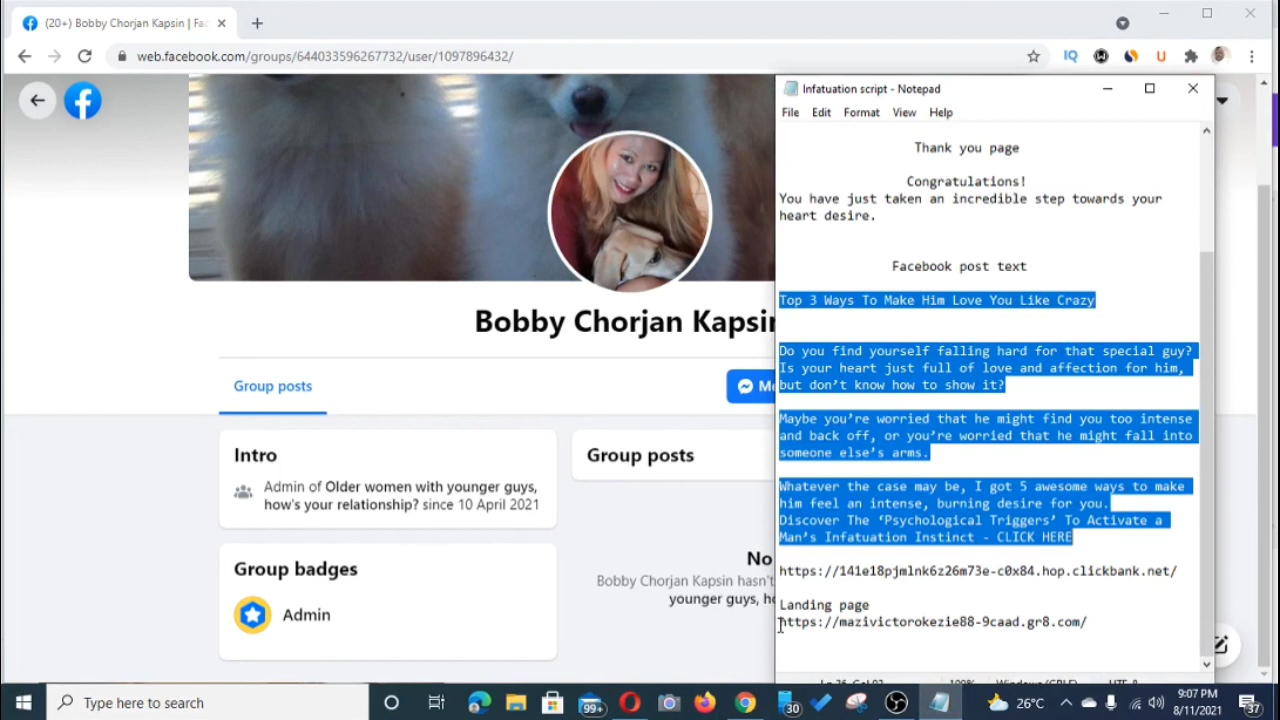 (20+) Bobby Chorjan Kapsin | Fac
web.facebook.com/groups/644033596267732/user/1097896432/
Bobby Chorjan Kapsin
Group posts
Intro
Admin of Older women with younger guys,
how's your relationship? since 10 April 2021
Group badges
Admin
Group posts
No
Bobby Chorjan Kapsin hasn't
younger guys,
Infatuation script - Notepad
File Edit Format View Help
Thank you page
Congratulations!
You have just taken an incredible step towards your
heart desire.
Facebook post text
Top 3 Ways To Make Him Love You Like Crazy
Do you find yourself falling hard for that special guy?
Is your heart just full of love and affection for him,
but don’t know how to show it?
Maybe you’re worried that he might find you too intense
and back off, or you’re worried that he might fall into
someone else’s arms.
Whatever the case may be, I got 5 awesome ways to make
him feel an intense, burning desire for you.
Discover The ‘Psychological Triggers’ To Activate a
Man’s Infatuation Instinct - CLICK HERE
https://141e18pjmlnk6z26m73e-c0x84.hop.clickbank.net/
Landing page
https://mazivictorokezie88-9caad.gr8.com/
Type here to search
99+
30
26°C
9:07 PM
8/11/2021
37